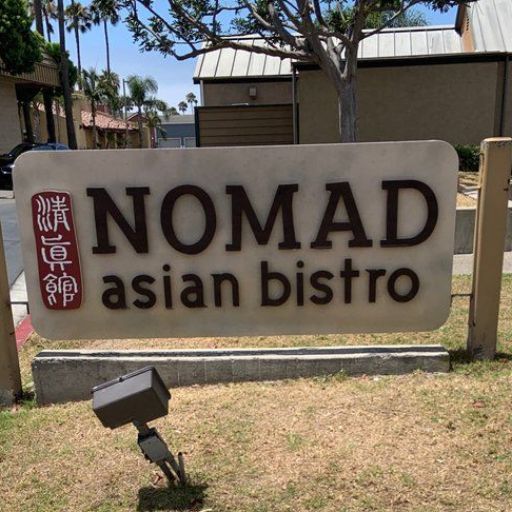 清真館
NOMAD
asian bistro